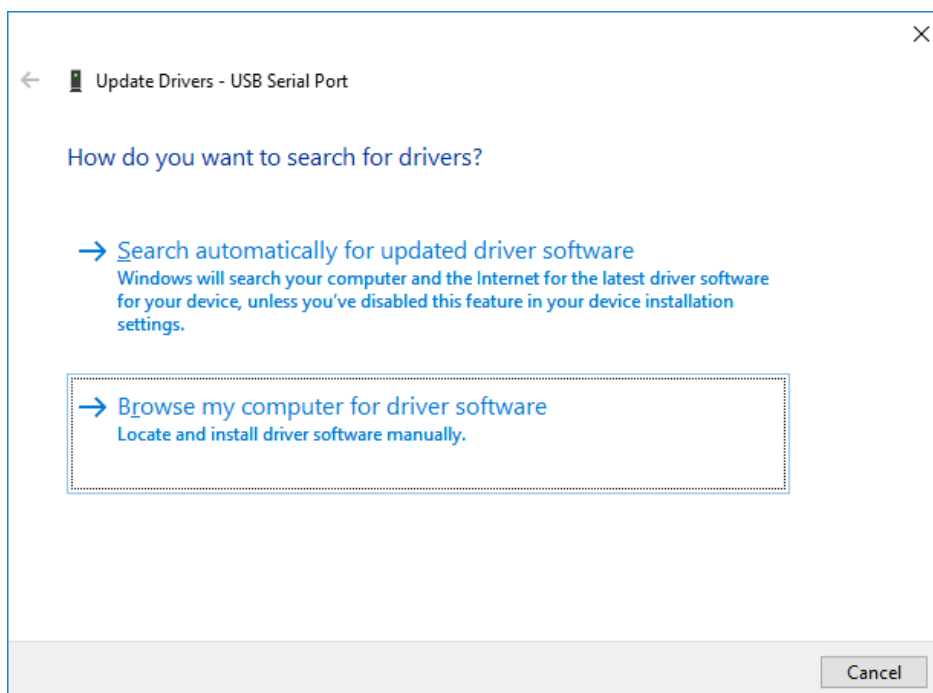 Update Drivers - USB Serial Port
How do you want to search for drivers?
Search automatically for updated driver software
Windows will search your computer and the Internet for the latest driver software
for your device, unless you've disabled this feature in your device installation
settings.
Browse my computer for driver software
Locate and install driver software manually.
Cancel